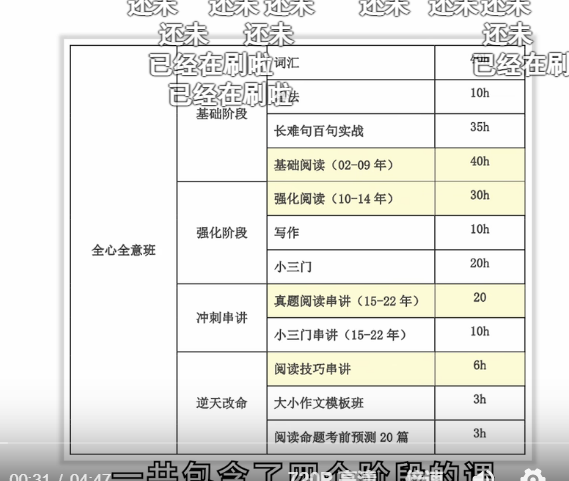 还未 还未 还未 还未 还未 还未
还未 还未 还未
已经在刷啦 已经在刷
已经在刷啦
全心全意班
基础阶段
词汇
法 10h
长难句百句实战 35h
基础阅读（02-09 年） 40h
强化阶段
强化阅读（10-14 年） 30h
写作 10h
小三门 20h
冲刺串讲
真题阅读串讲（15-22 年） 20
小三门串讲（15-22 年） 10h
逆天改命
阅读技巧串讲 6h
大小作文模板班 3h
阅读命题考前预测 20 篇 3h
00:31 / 04:47 720P 高清 倍速
一共包含了四个阶段的课